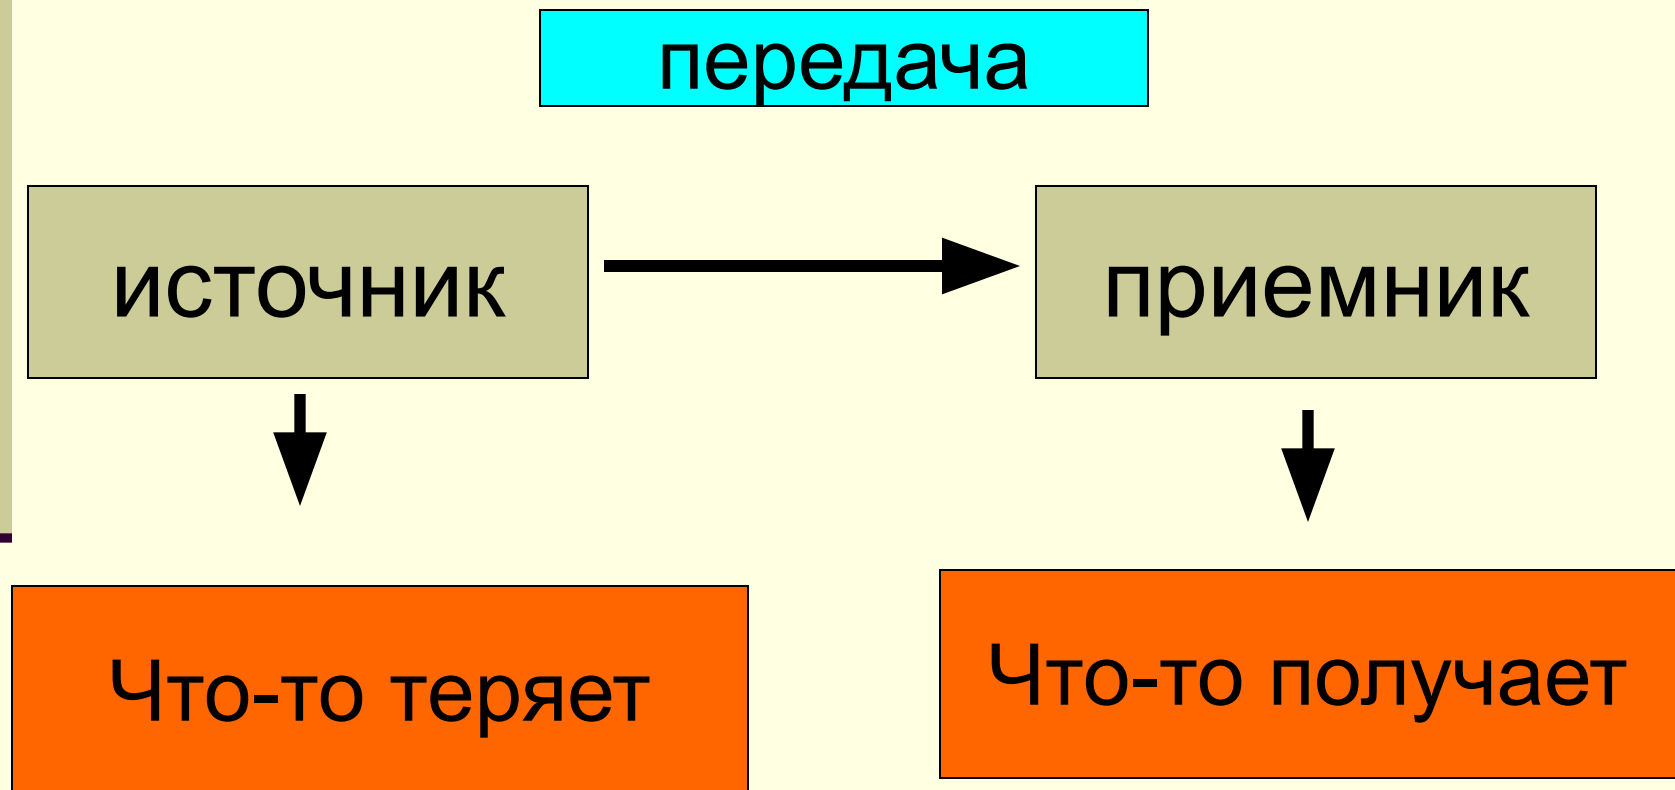 передача
источник
приемник
Что-то теряет
Что-то получает